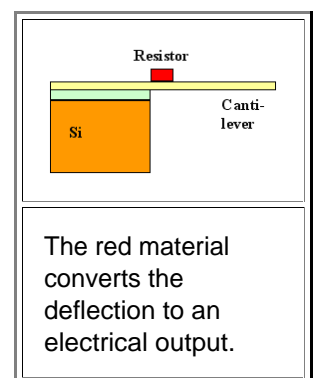 Resistor
Canti-
lever
Si
The red material
converts the
deflection to an
electrical output.